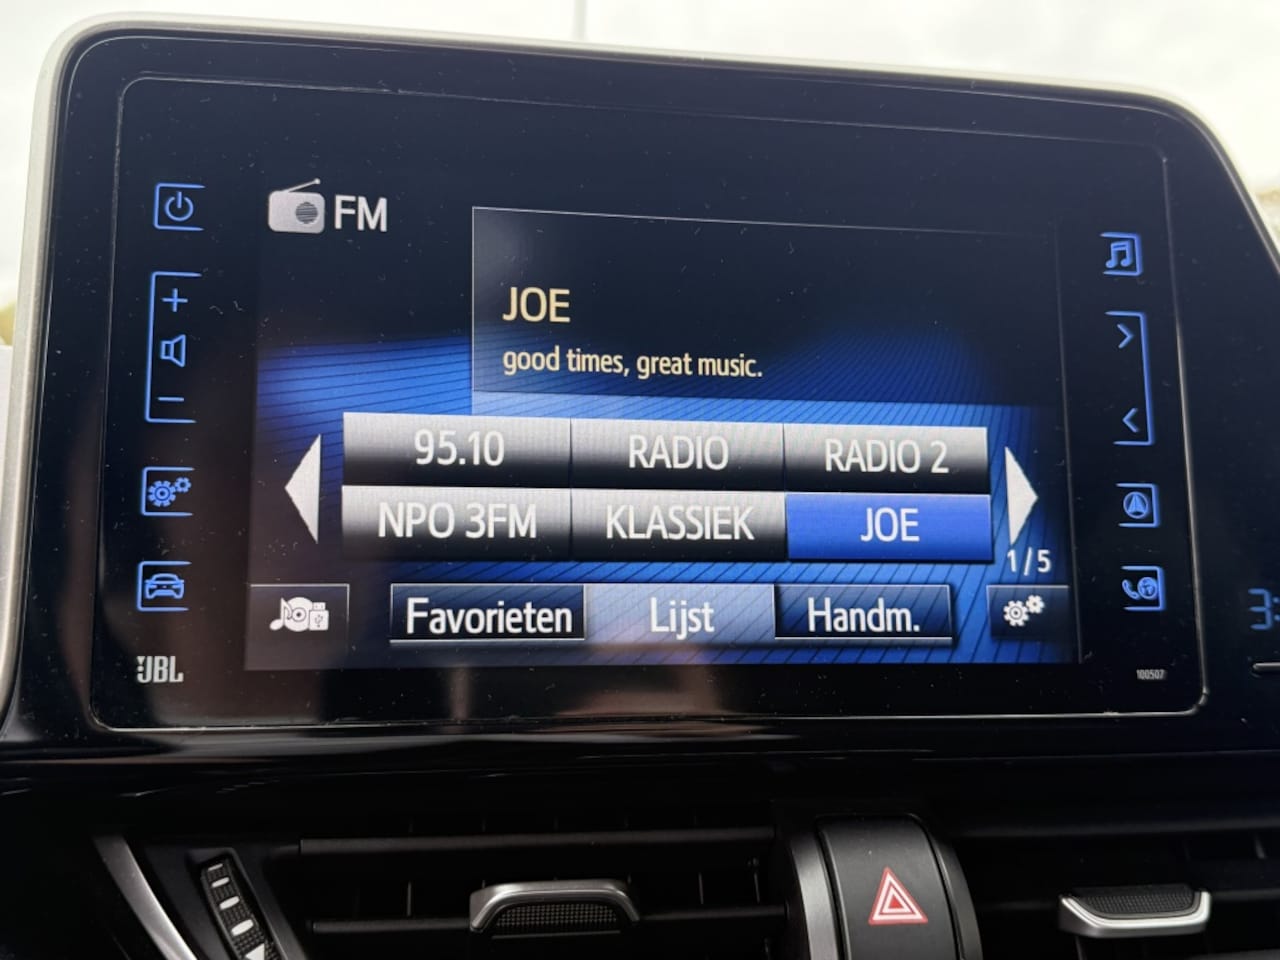 FM
JOE
good times, great music.
95.10 RADIO RADIO 2
NPO 3FM KLASSIEK JOE
1/5
Favorieten Lijst Handm.
JBL
100507